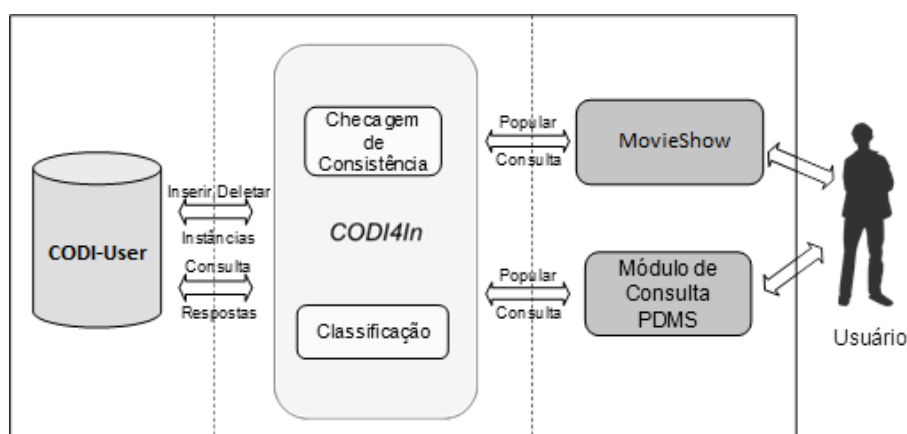 CODI-User
Inserir, Deletar
Instâncias
Consulta
Respostas
Checagem
de
Consistência
CODI4In
Classificação
Popular
Consulta
Popular
Consulta
MovieShow
Módulo de
Consulta
PDMS
Usuário